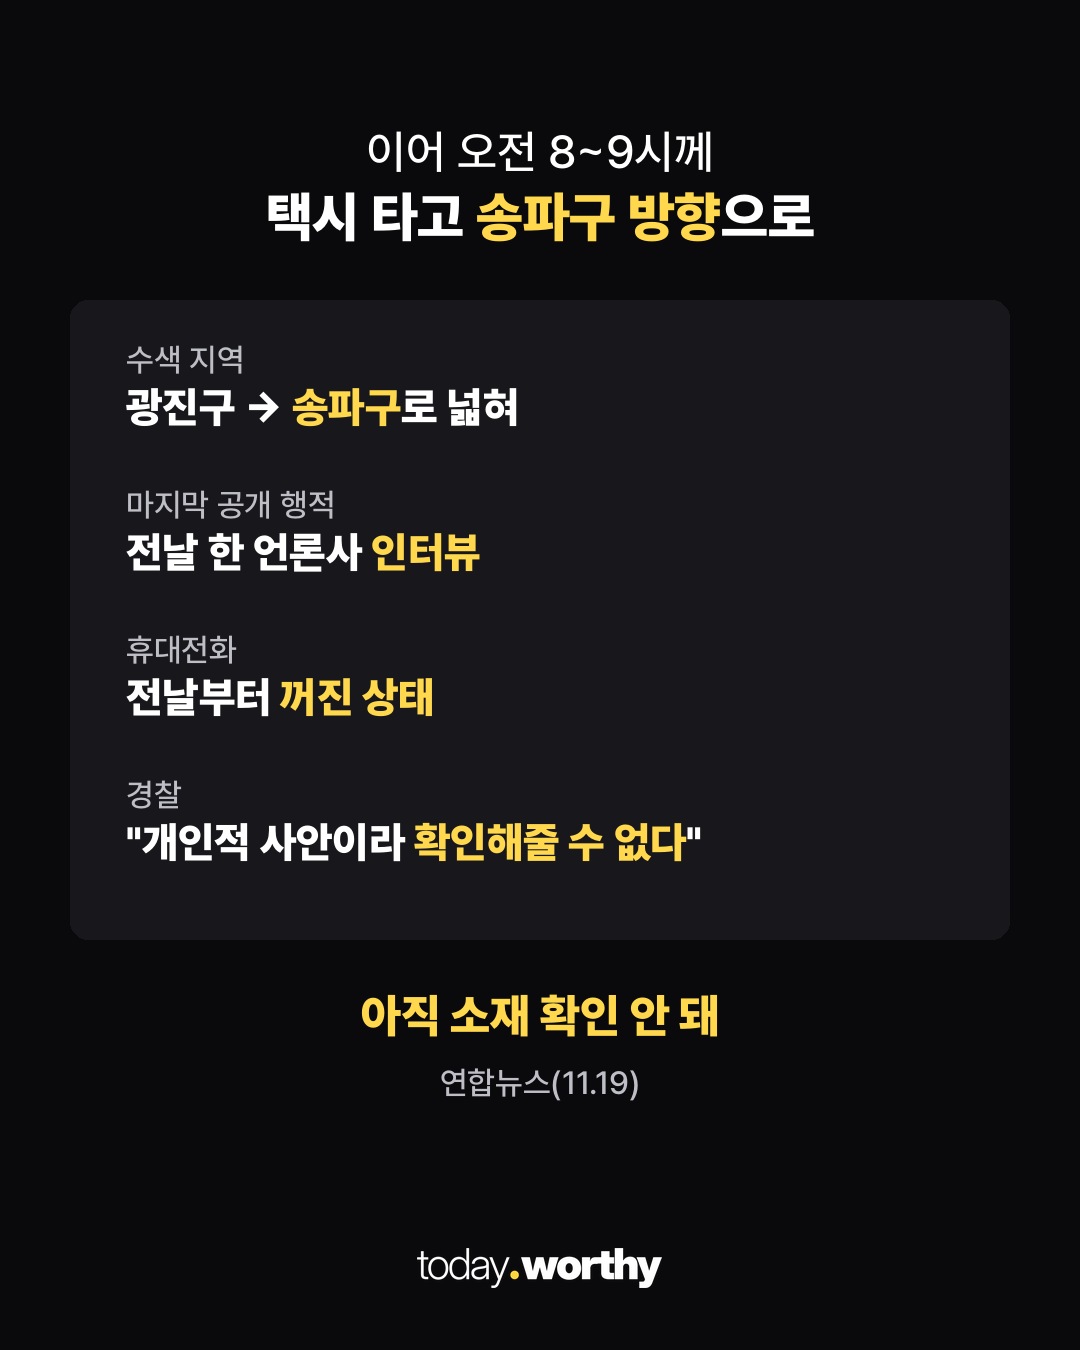 이어 오전 8~9시께
택시 타고 송파구 방향으로
수색 지역
광진구 → 송파구로 넓혀
마지막 공개 행적
전날 한 언론사 인터뷰
휴대전화
전날부터 꺼진 상태
경찰
"개인적 사안이라 확인해줄 수 없다"
아직 소재 확인 안 돼
연합뉴스(11.19)
today.worthy